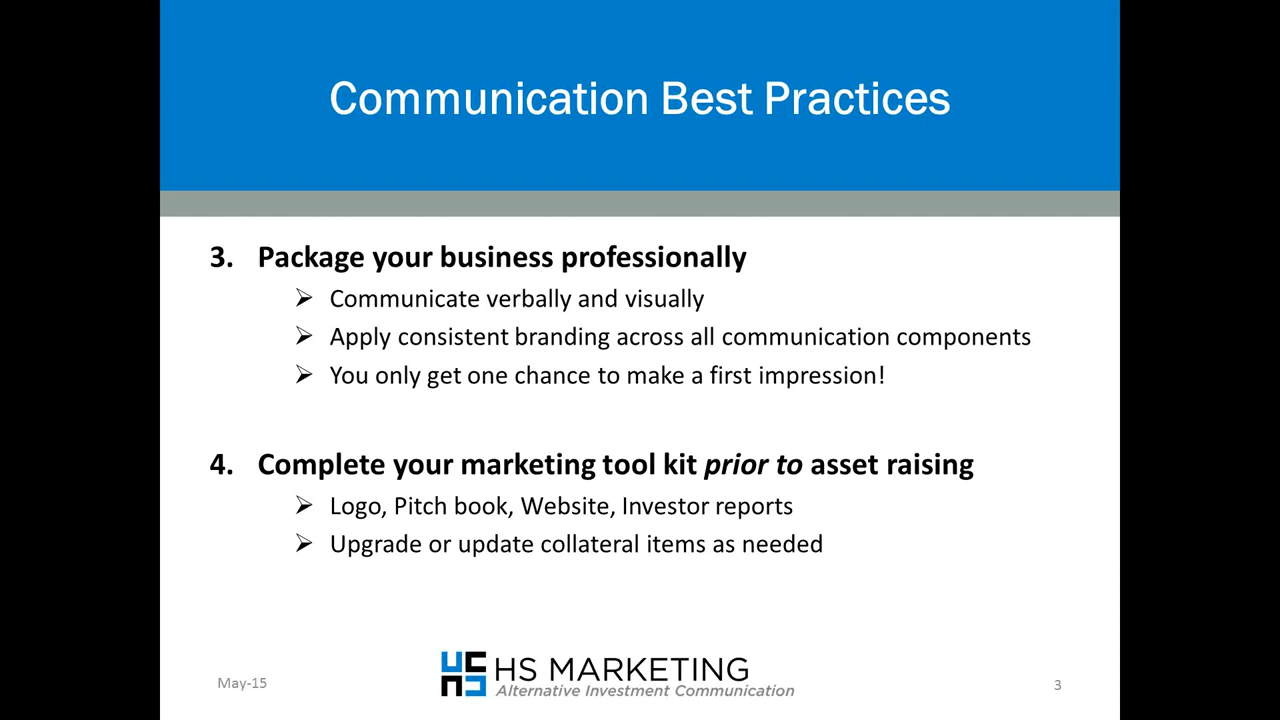 Communication Best Practices
3. Package your business professionally
➢ Communicate verbally and visually
➢ Apply consistent branding across all communication components
➢ You only get one chance to make a first impression!
4. Complete your marketing tool kit prior to asset raising
➢ Logo, Pitch book, Website, Investor reports
➢ Upgrade or update collateral items as needed
May-15
HS MARKETING
Alternative Investment Communication
3